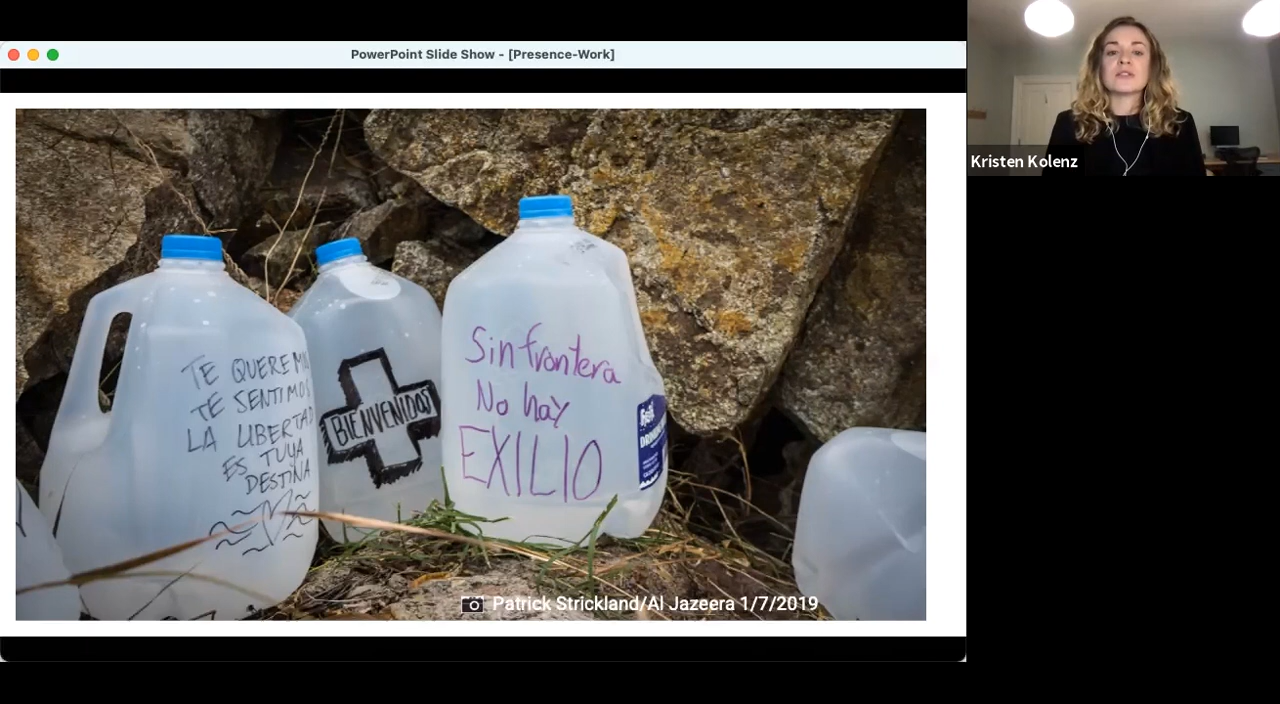 PowerPoint Slide Show - [Presence-Work]
Kristen Kolenz
TE QUEREMOS
TE SENTIMOS
LA LIBERTAD
ES TUYA
DESTINA
BIENVENIDOS
Sin frontera
No hay
EXILIO
Patrick Strickland/Al Jazeera 1/7/2019